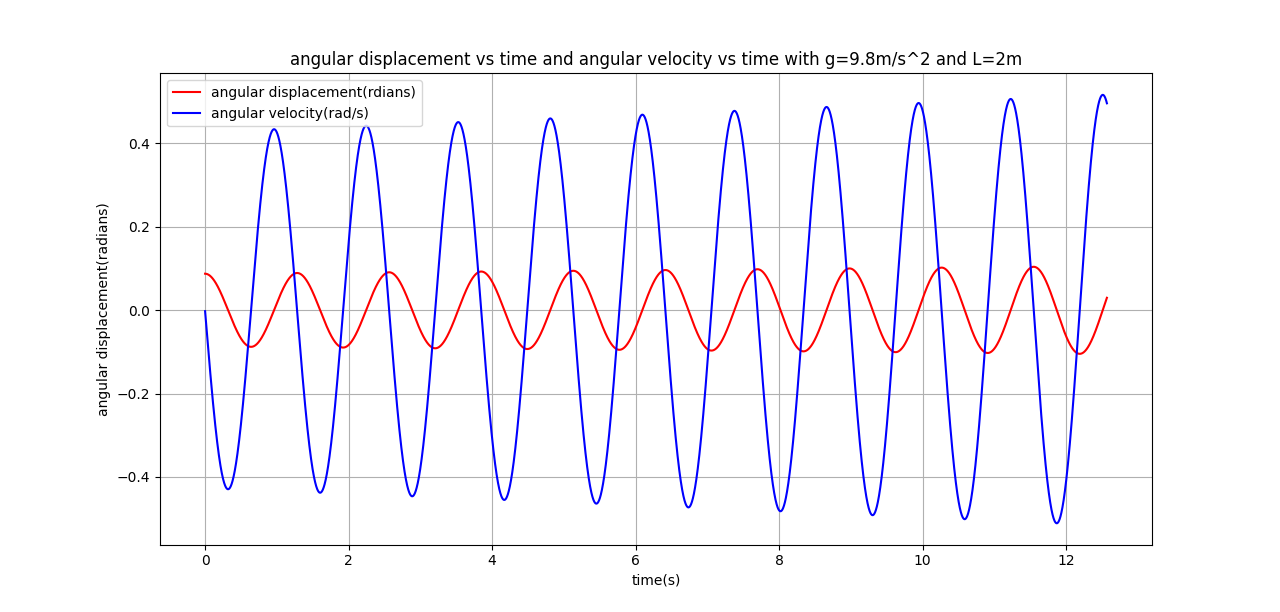 angular displacement vs time and angular velocity vs time with g=9.8m/s^2 and L=2m
angular displacement(rdians)
angular velocity(rad/s)
angular displacement(radians)
0.4
0.2
0.0
−0.2
−0.4
0
2
4
6
8
10
12
time(s)